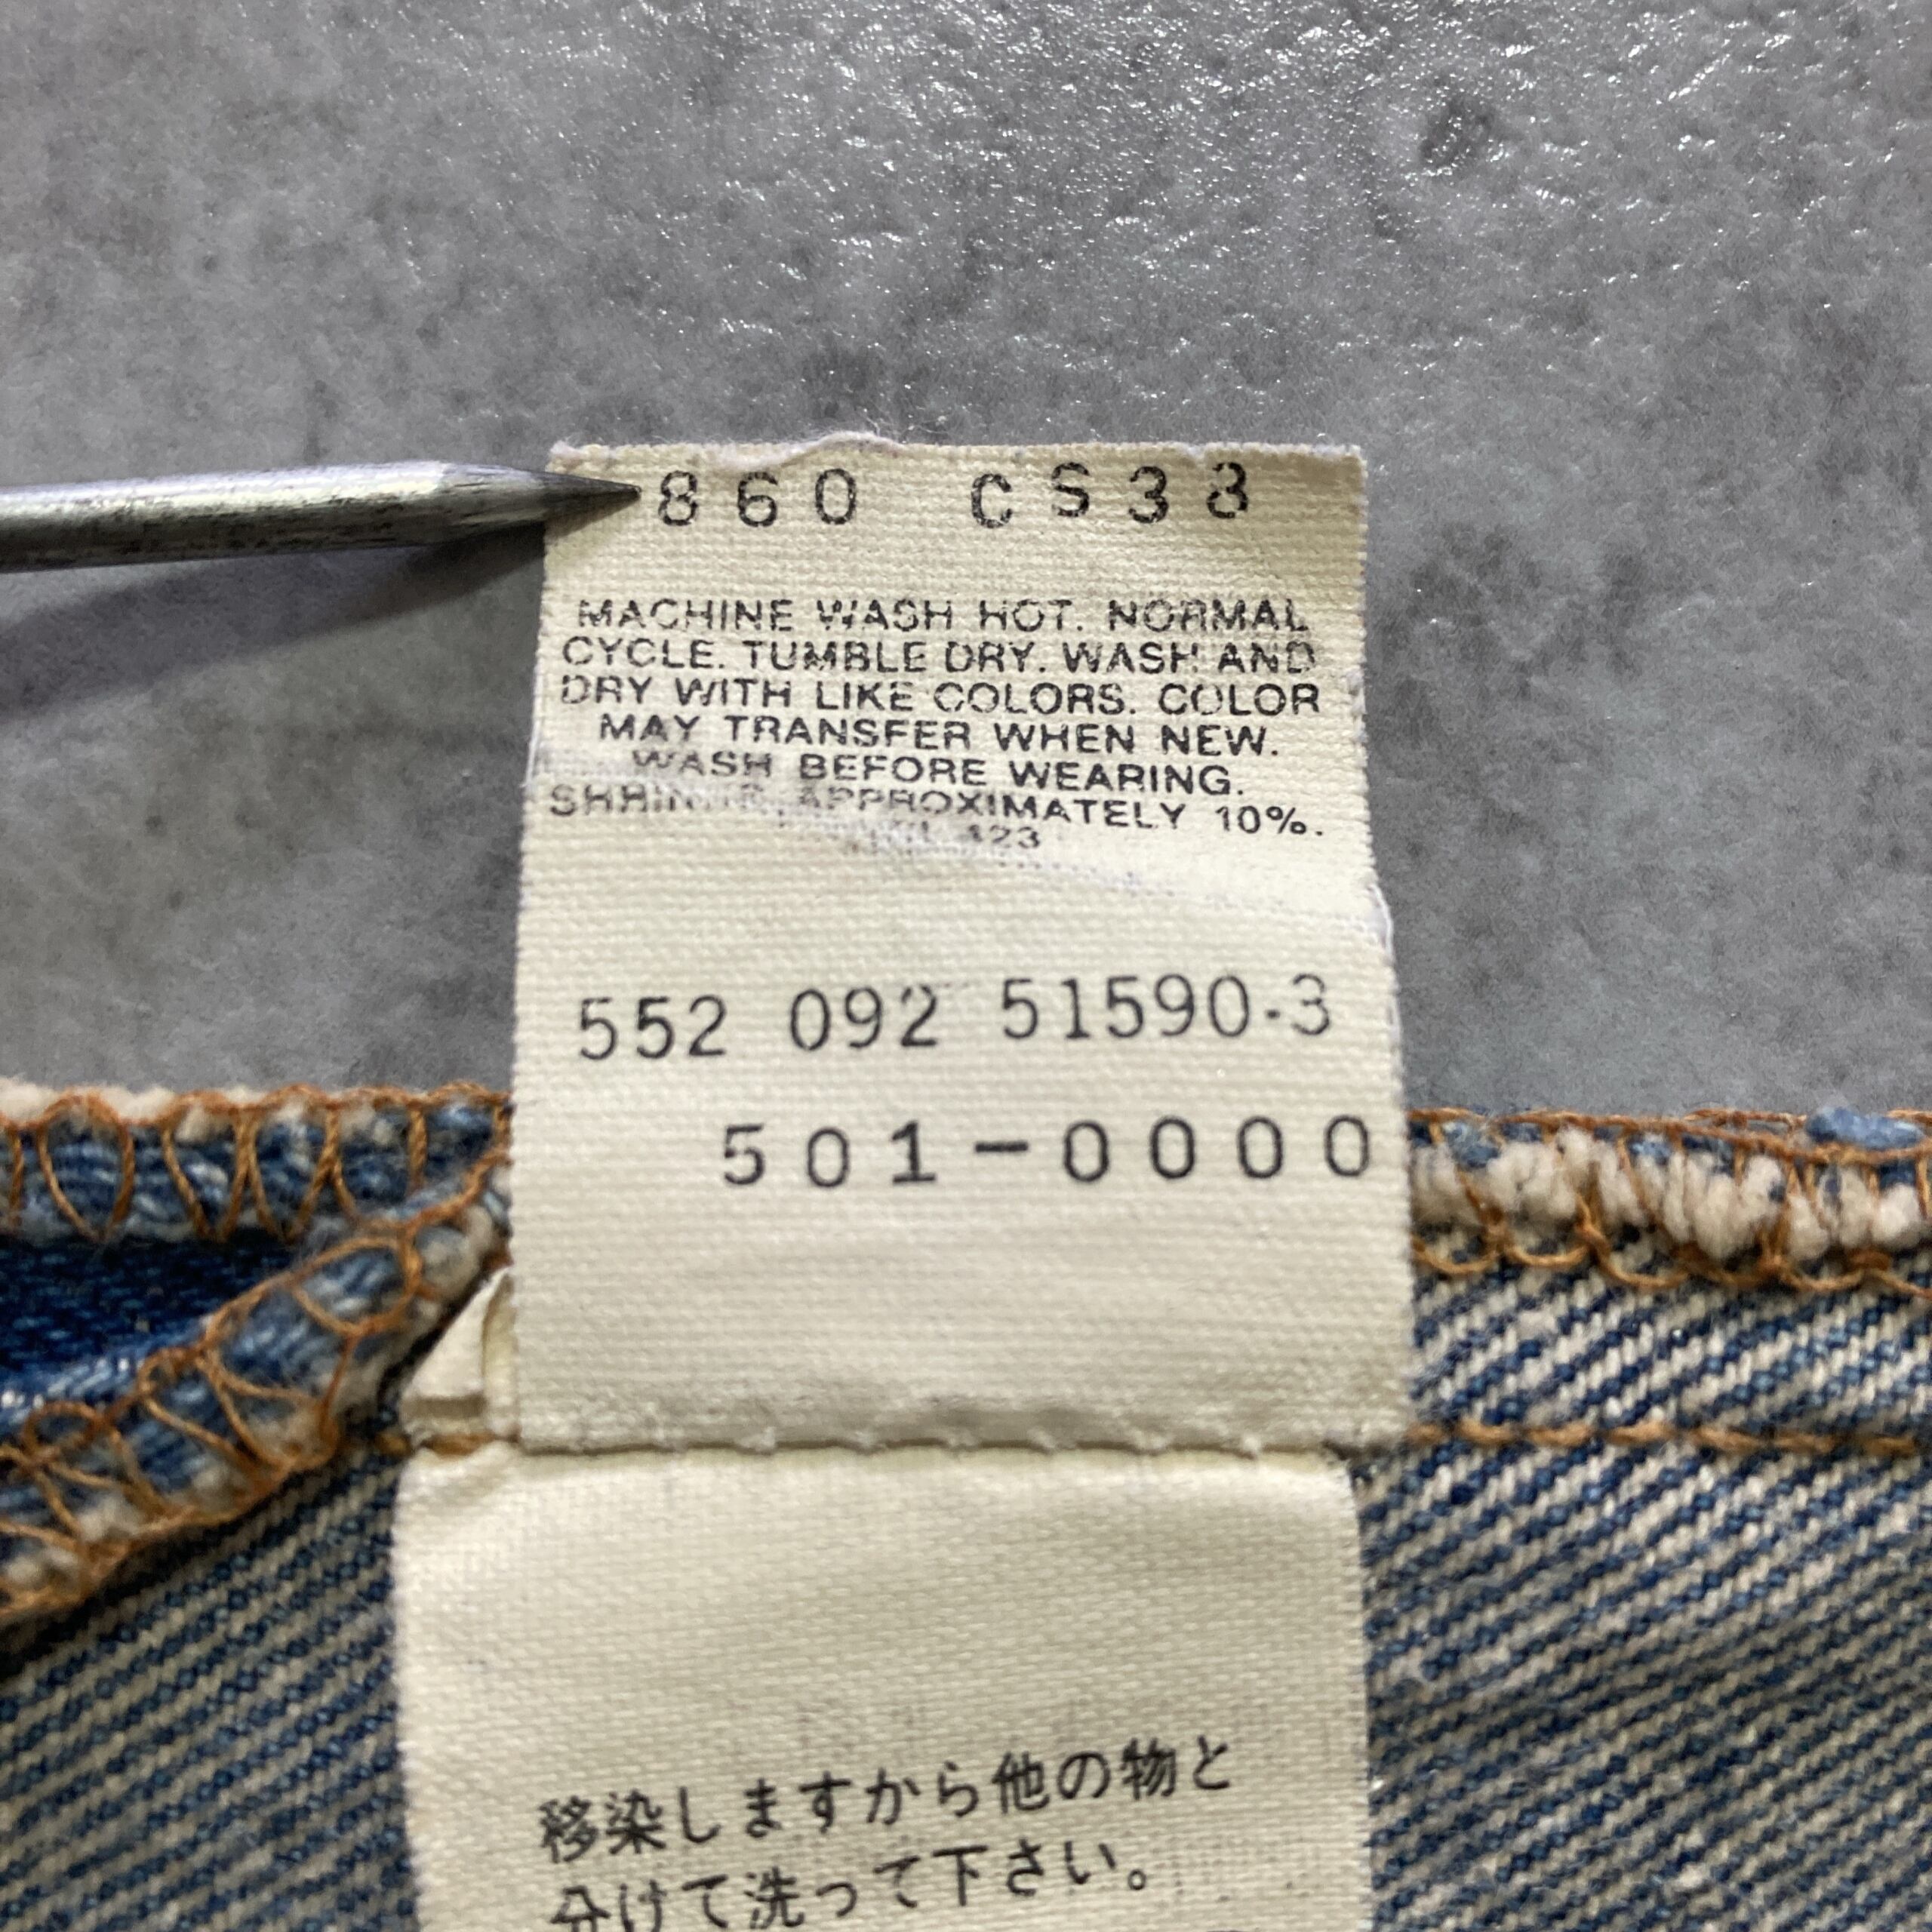 860 CS38
MACHINE WASH HOT. NORMAL
CYCLE. TUMBLE DRY. WASH AND
DRY WITH LIKE COLORS. COLOR
MAY TRANSFER WHEN NEW.
WASH BEFORE WEARING.
SHRINKS APPROXIMATELY 10%.
423
552 092 51590-3
501-0000
移染しますから他の物と
分けて洗って下さい。